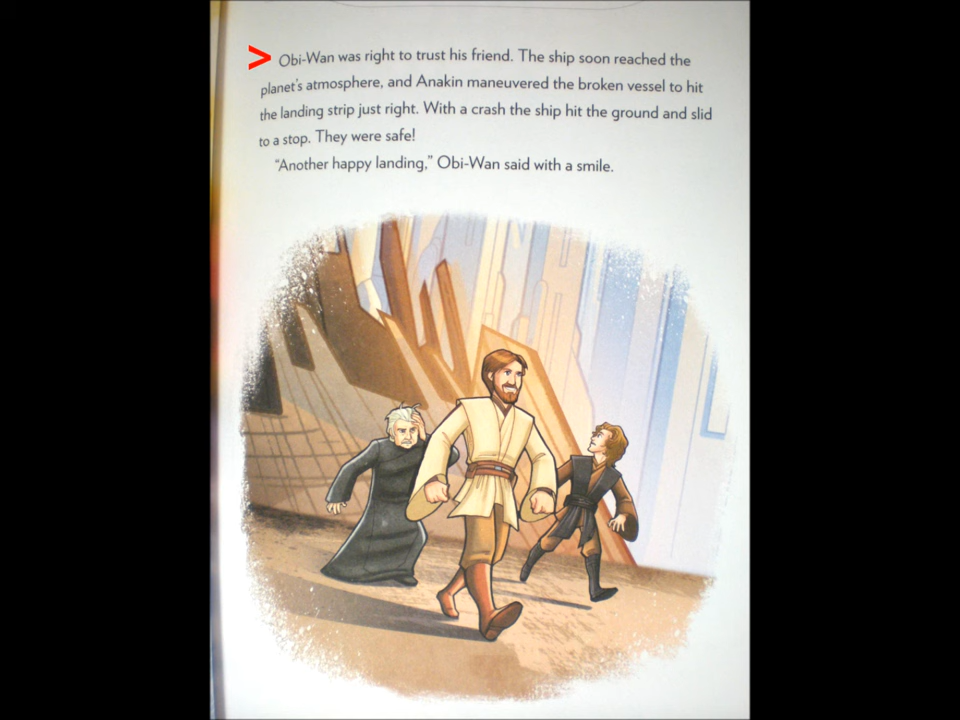 > Obi-Wan was right to trust his friend. The ship soon reached the
planet's atmosphere, and Anakin maneuvered the broken vessel to hit
the landing strip just right. With a crash the ship hit the ground and slid
to a stop. They were safe!
“Another happy landing,” Obi-Wan said with a smile.